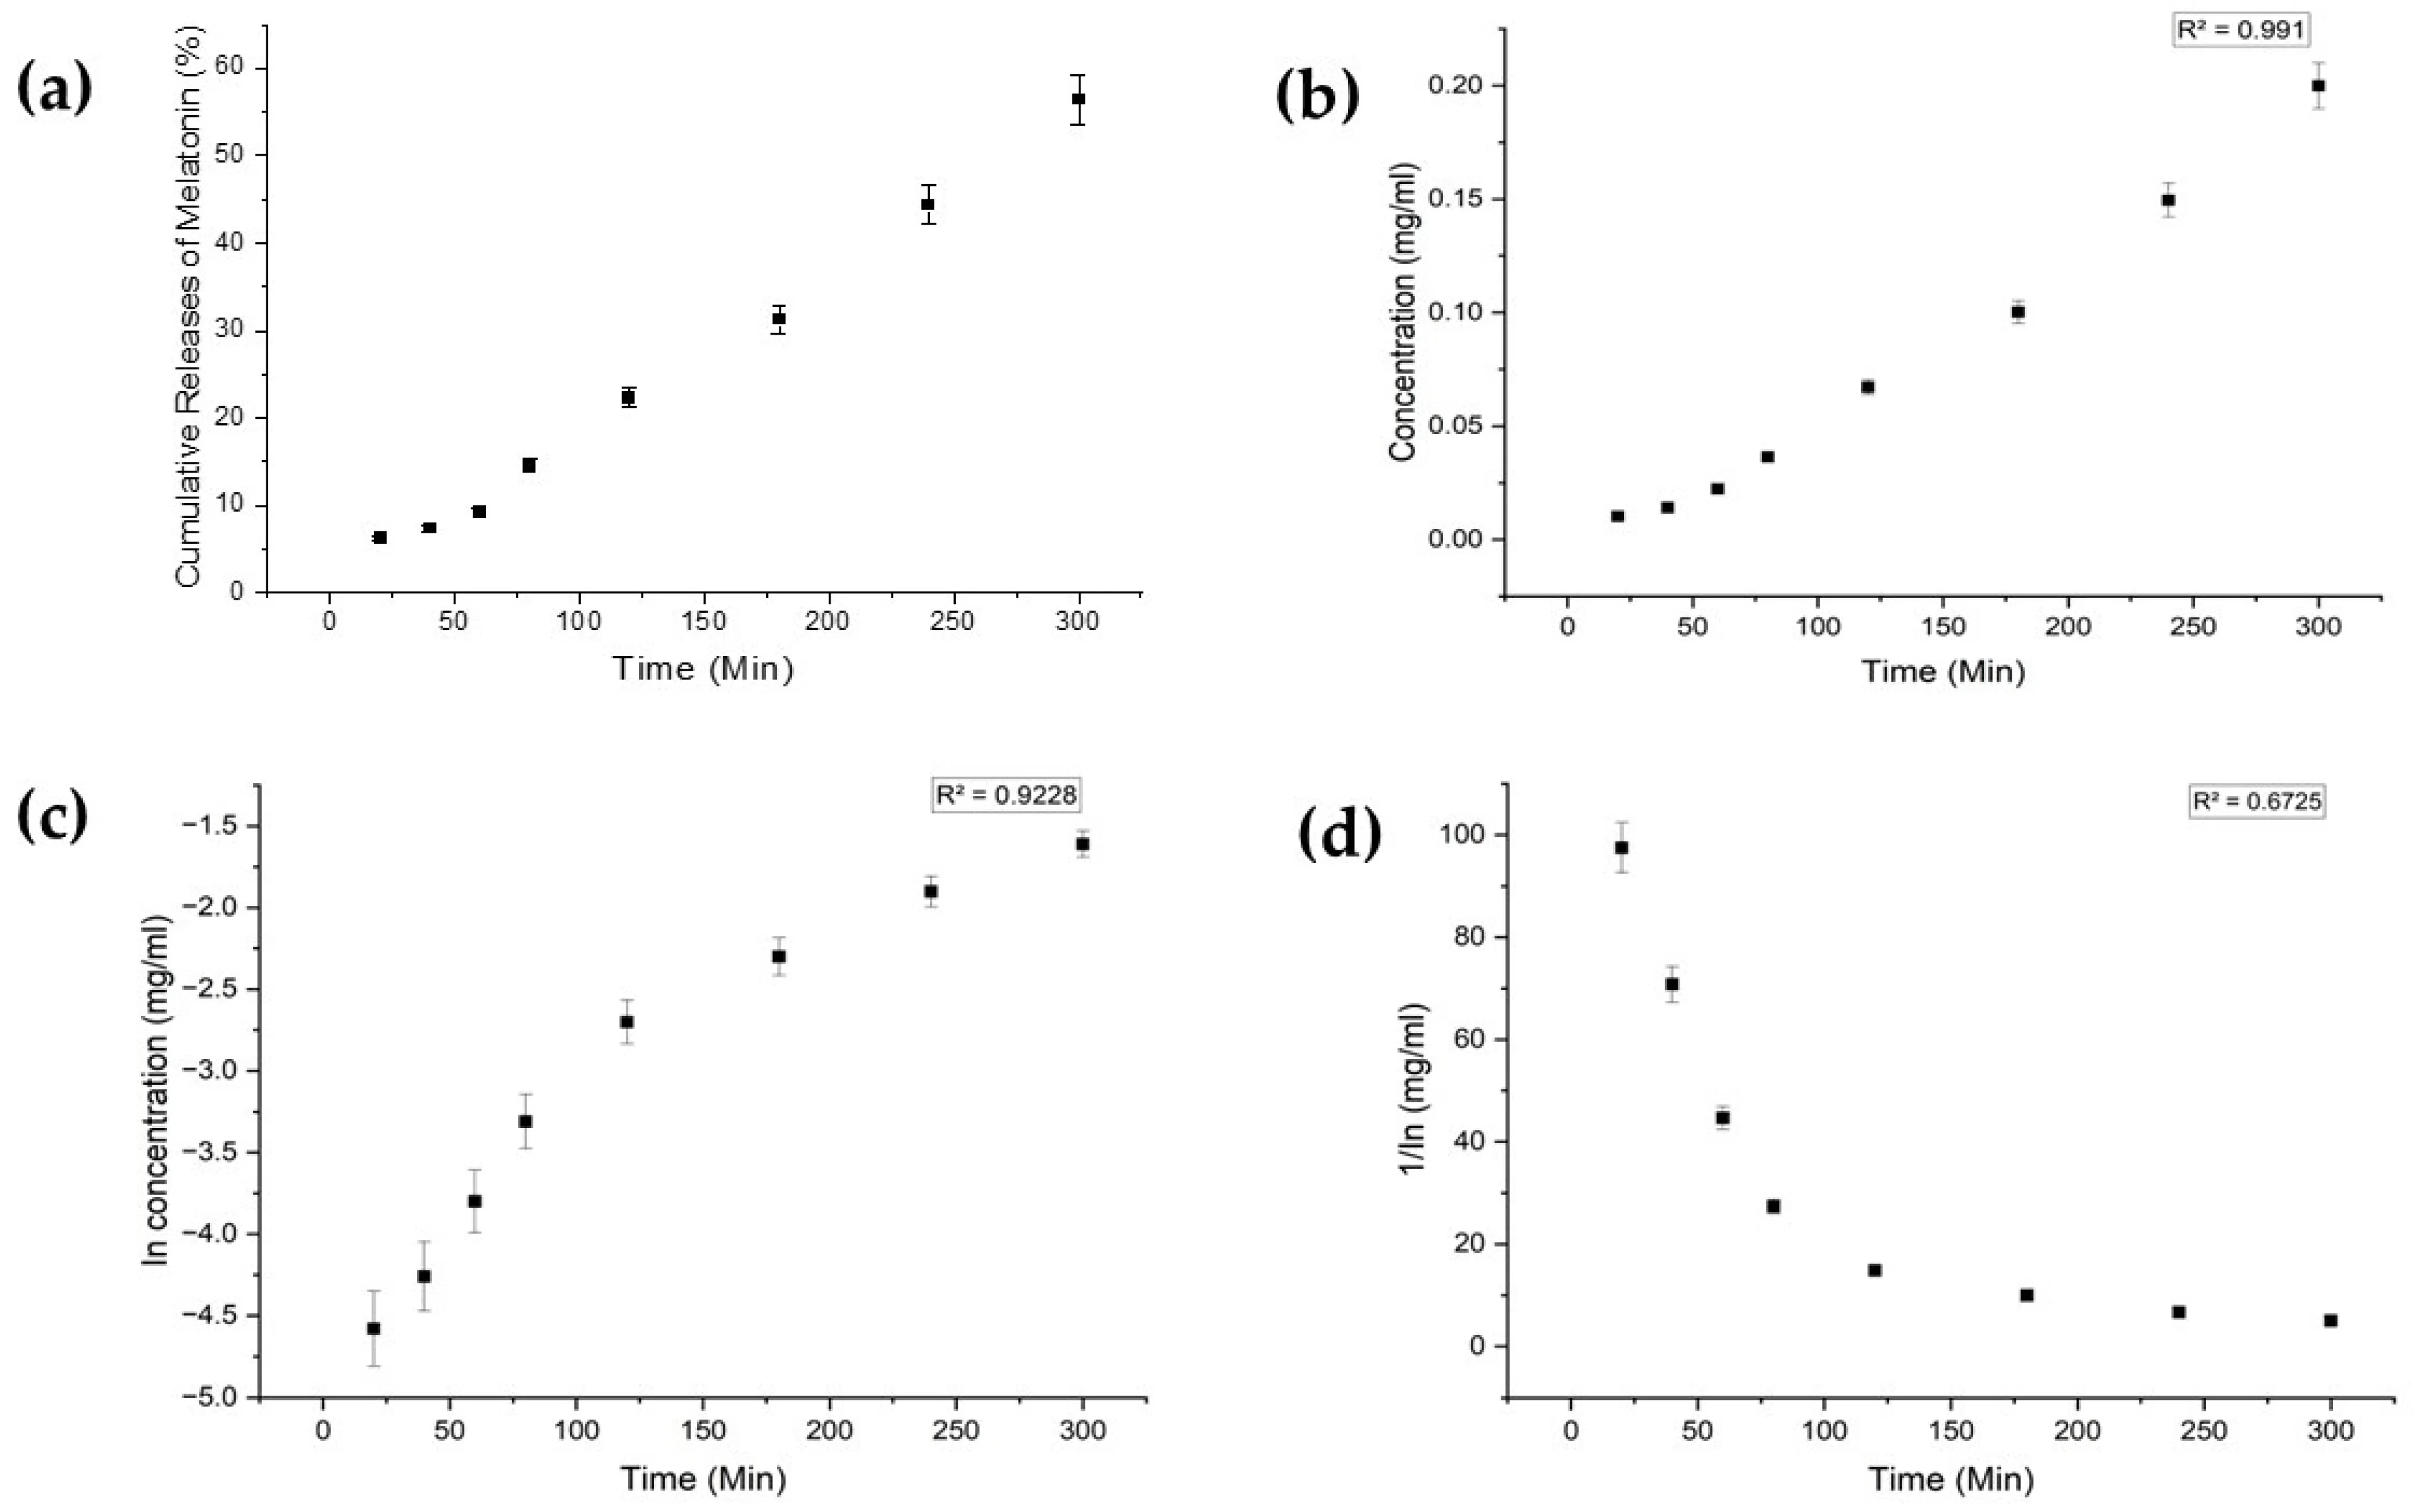 (a)
Cumulative Releases of Melatonin (%)
60
50
40
30
20
10
0
0 50 100 150 200 250 300
Time (Min)
(b)
R² = 0.991
Concentration (mg/ml)
0.20
0.15
0.10
0.05
0.00
0 50 100 150 200 250 300
Time (Min)
(c)
R² = 0.9228
ln concentration (mg/ml)
−1.5
−2.0
−2.5
−3.0
−3.5
−4.0
−4.5
−5.0
0 50 100 150 200 250 300
Time (Min)
(d)
R² = 0.6725
1/ln (mg/ml)
100
80
60
40
20
0
0 50 100 150 200 250 300
Time (Min)